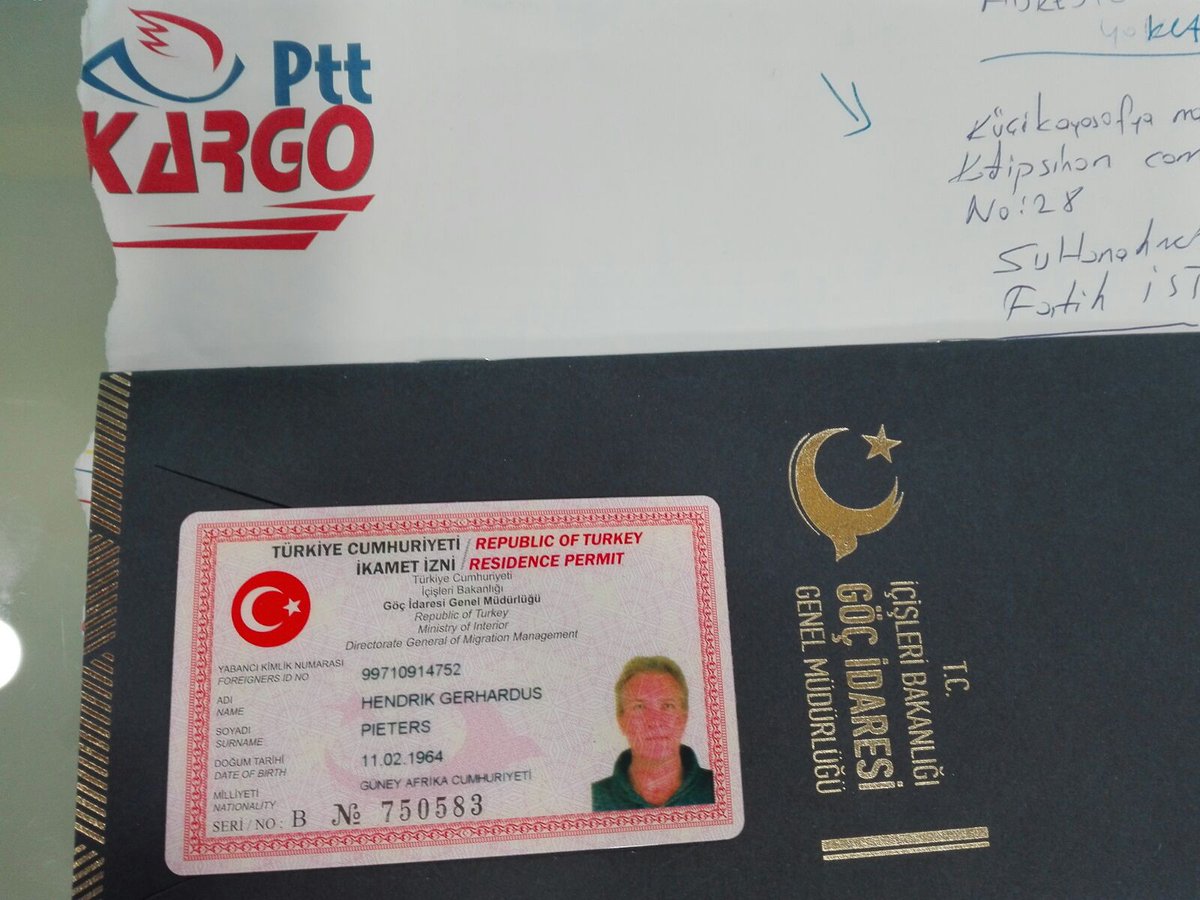 Ptt
KARGO
Küçükayasofya
No: 28
Fatih İST
TÜRKİYE CUMHURİYETİ / REPUBLIC OF TURKEY
İKAMET İZNİ RESIDENCE PERMIT
Türkiye Cumhuriyeti
İçişleri Bakanlığı
Göç İdaresi Genel Müdürlüğü
Republic of Turkey
Ministry of Interior
Directorate General of Migration Management
YABANCI KİMLİK NUMARASI
FOREIGNERS ID NO
99710914752
ADI
NAME
HENDRIK GERHARDUS
SOYADI
SURNAME
PIETERS
DOĞUM TARİHİ
DATE OF BIRTH
11.02.1964
MİLLİYETİ
NATIONALITY
GÜNEY AFRİKA CUMHURİYETİ
SERİ / NO : B № 750583
T.C.
İÇİŞLERİ BAKANLIĞI
GÖÇ İDARESİ
GENEL MÜDÜRLÜĞÜ